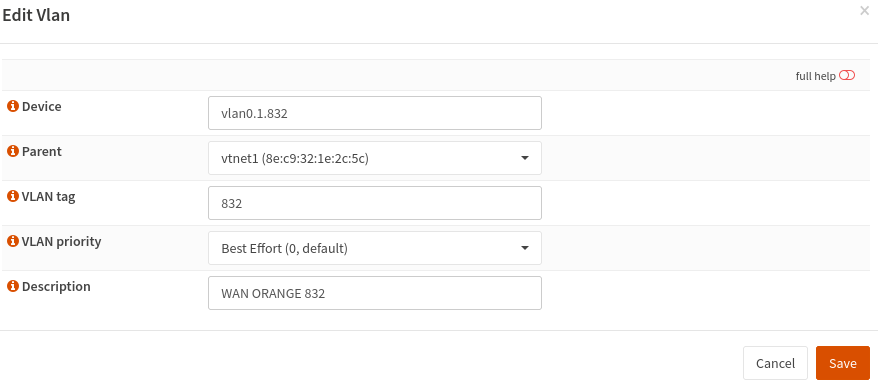 Edit Vlan
×
full help
Device
vlan0.1.832
Parent
vtnet1 (8e:c9:32:1e:2c:5c)
VLAN tag
832
VLAN priority
Best Effort (0, default)
Description
WAN ORANGE 832
Cancel
Save